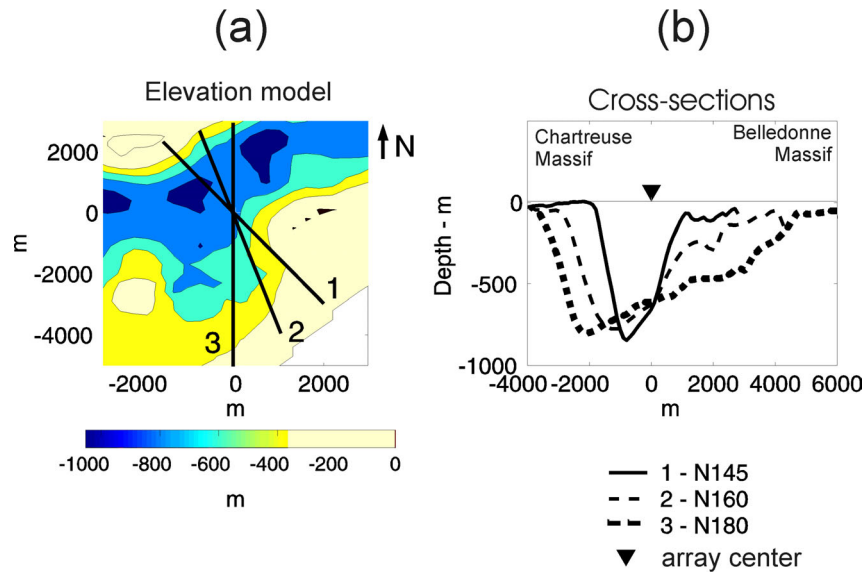 (a)
Elevation model
2000
0
-2000
-4000
m
N
1
2
3
-2000 0 2000
m
-1000 -800 -600 -400 -200 0
m
(b)
Cross-sections
Chartreuse
Massif
Belledonne
Massif
0
-500
-1000
Depth - m
-4000 -2000 0 2000 4000 6000
m
1 - N145
2 - N160
3 - N180
array center